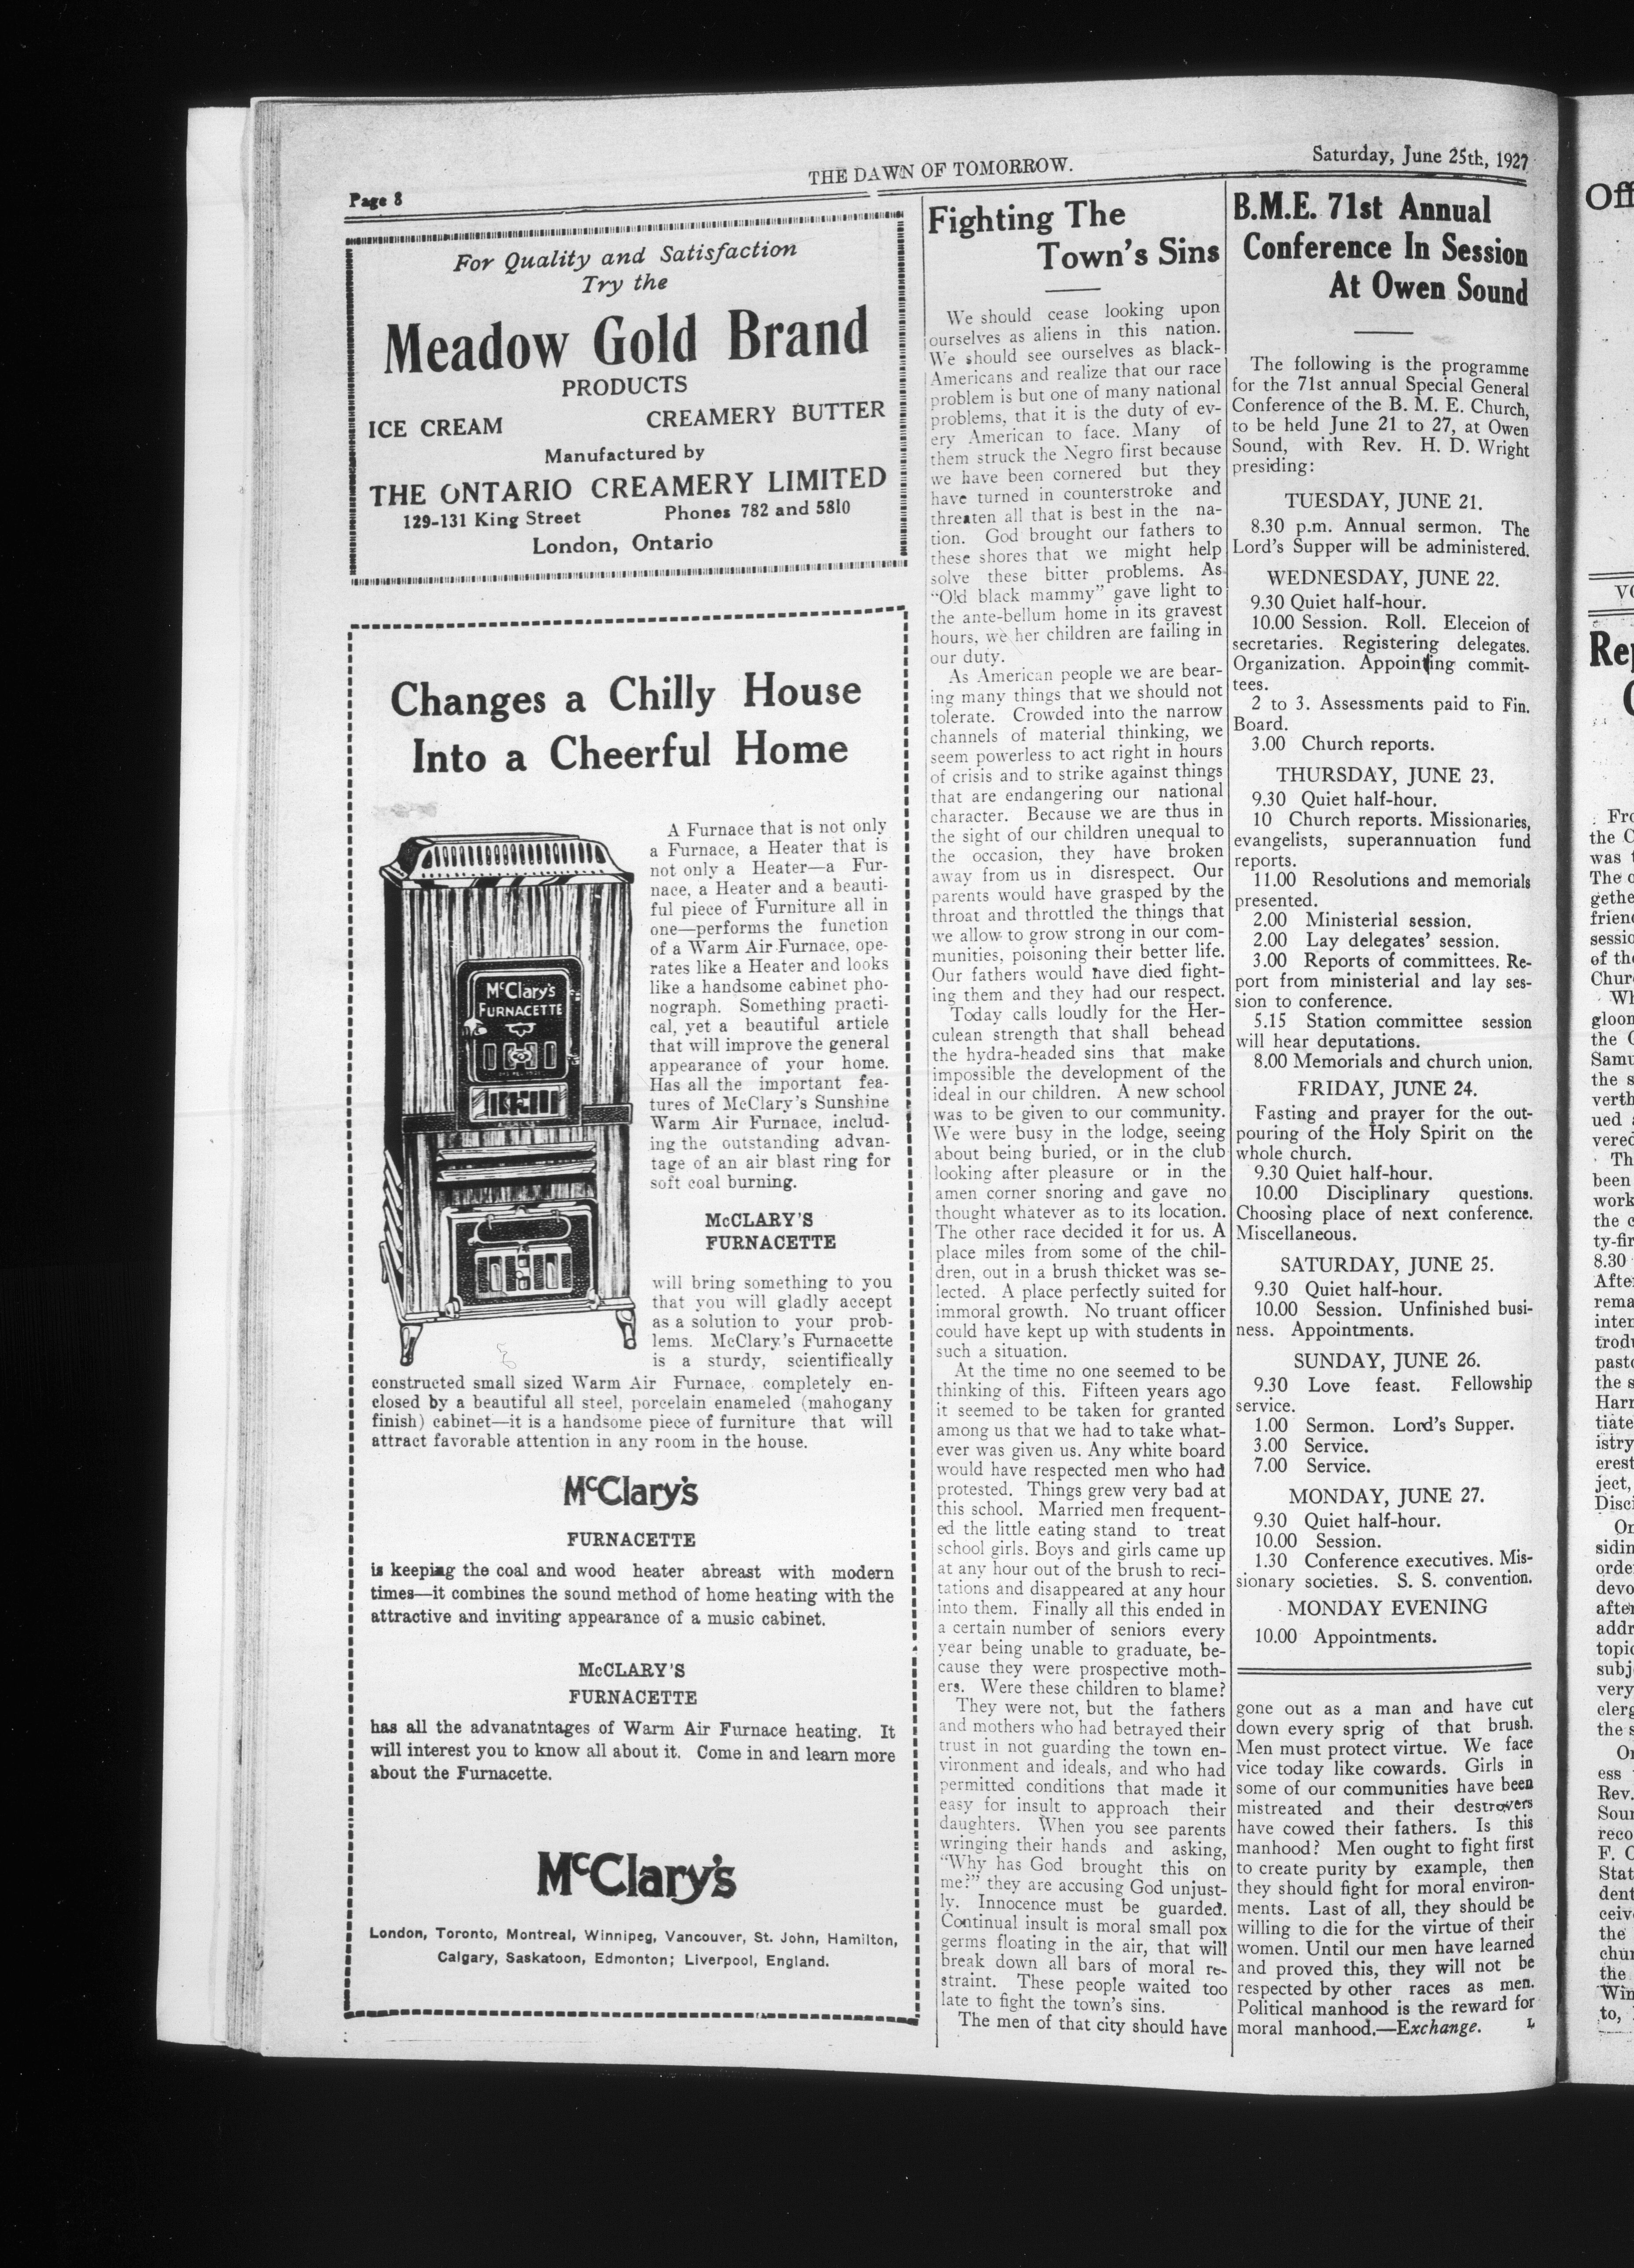 Page 8
THE DAWN OF TOMORROW.
Saturday, June 25th, 1927
For Quality and Satisfaction
Try the
Meadow Gold Brand
PRODUCTS
ICE CREAM CREAMERY BUTTER
Manufactured by
THE ONTARIO CREAMERY LIMITED
129-131 King Street Phones 782 and 5810
London, Ontario
Changes a Chilly House
Into a Cheerful Home
A Furnace that is not only
a Furnace, a Heater that is
not only a Heater—a Fur-
nace, a Heater and a beauti-
ful piece of Furniture all in
one—performs the function
of a Warm Air Furnace, ope-
rates like a Heater and looks
like a handsome cabinet pho-
nograph. Something practi-
cal, yet a beautiful article
that will improve the general
appearance of your home.
Has all the important fea-
tures of McClary's Sunshine
Warm Air Furnace, includ-
ing the outstanding advan-
tage of an air blast ring for
soft coal burning.
McClary's
FURNACETTE
McCLARY'S
FURNACETTE
will bring something to you
that you will gladly accept
as a solution to your prob-
lems. McClary's Furnacette
is a sturdy, scientifically
constructed small sized Warm Air Furnace, completely en-
closed by a beautiful all steel, porcelain enameled (mahogany
finish) cabinet—it is a handsome piece of furniture that will
attract favorable attention in any room in the house.
McClary's
FURNACETTE
is keeping the coal and wood heater abreast with modern
times—it combines the sound method of home heating with the
attractive and inviting appearance of a music cabinet.
McCLARY'S
FURNACETTE
has all the advanatntages of Warm Air Furnace heating. It
will interest you to know all about it. Come in and learn more
about the Furnacette.
McClary's
London, Toronto, Montreal, Winnipeg, Vancouver, St. John, Hamilton,
Calgary, Saskatoon, Edmonton; Liverpool, England.
Fighting The
Town's Sins
We should cease looking upon
ourselves as aliens in this nation.
We should see ourselves as black-
Americans and realize that our race
problem is but one of many national
problems, that it is the duty of ev-
ery American to face. Many of
them struck the Negro first because
we have been cornered but they
have turned in counterstroke and
threaten all that is best in the na-
tion. God brought our fathers to
these shores that we might help
solve these bitter problems. As
"Old black mammy" gave light to
the ante-bellum home in its gravest
hours, we her children are failing in
our duty.
As American people we are bear-
ing many things that we should not
tolerate. Crowded into the narrow
channels of material thinking, we
seem powerless to act right in hours
of crisis and to strike against things
that are endangering our national
character. Because we are thus in
the sight of our children unequal to
the occasion, they have broken
away from us in disrespect. Our
parents would have grasped by the
throat and throttled the things that
we allow to grow strong in our com-
munities, poisoning their better life.
Our fathers would have died fight-
ing them and they had our respect.
Today calls loudly for the Her-
culean strength that shall behead
the hydra-headed sins that make
impossible the development of the
ideal in our children. A new school
was to be given to our community.
We were busy in the lodge, seeing
about being buried, or in the club
looking after pleasure or in the
amen corner snoring and gave no
thought whatever as to its location.
The other race decided it for us. A
place miles from some of the chil-
dren, out in a brush thicket was se-
lected. A place perfectly suited for
immoral growth. No truant officer
could have kept up with students in
such a situation.
At the time no one seemed to be
thinking of this. Fifteen years ago
it seemed to be taken for granted
among us that we had to take what-
ever was given us. Any white board
would have respected men who had
protested. Things grew very bad at
this school. Married men frequent-
ed the little eating stand to treat
school girls. Boys and girls came up
at any hour out of the brush to reci-
tations and disappeared at any hour
into them. Finally all this ended in
a certain number of seniors every
year being unable to graduate, be-
cause they were prospective moth-
ers. Were these children to blame?
They were not, but the fathers
and mothers who had betrayed their
trust in not guarding the town en-
vironment and ideals, and who had
permitted conditions that made it
easy for insult to approach their
daughters. When you see parents
wringing their hands and asking,
"Why has God brought this on
me?" they are accusing God unjust-
ly. Innocence must be guarded.
Continual insult is moral small pox
germs floating in the air, that will
break down all bars of moral re-
straint. These people waited too
late to fight the town's sins.
The men of that city should have
B.M.E. 71st Annual
Conference In Session
At Owen Sound
The following is the programme
for the 71st annual Special General
Conference of the B. M. E. Church,
to be held June 21 to 27, at Owen
Sound, with Rev. H. D. Wright
presiding:
TUESDAY, JUNE 21.
8.30 p.m. Annual sermon. The
Lord's Supper will be administered.
WEDNESDAY, JUNE 22.
9.30 Quiet half-hour.
10.00 Session. Roll. Eleceion of
secretaries. Registering delegates.
Organization. Appointing commit-
tees.
2 to 3. Assessments paid to Fin.
Board.
3.00 Church reports.
THURSDAY, JUNE 23.
9.30 Quiet half-hour.
10 Church reports. Missionaries,
evangelists, superannuation fund
reports.
11.00 Resolutions and memorials
presented.
2.00 Ministerial session.
2.00 Lay delegates' session.
3.00 Reports of committees. Re-
port from ministerial and lay ses-
sion to conference.
5.15 Station committee session
will hear deputations.
8.00 Memorials and church union.
FRIDAY, JUNE 24.
Fasting and prayer for the out-
pouring of the Holy Spirit on the
whole church.
9.30 Quiet half-hour.
10.00 Disciplinary questions.
Choosing place of next conference.
Miscellaneous.
SATURDAY, JUNE 25.
9.30 Quiet half-hour.
10.00 Session. Unfinished busi-
ness. Appointments.
SUNDAY, JUNE 26.
9.30 Love feast. Fellowship
service.
1.00 Sermon. Lord's Supper.
3.00 Service.
7.00 Service.
MONDAY, JUNE 27.
9.30 Quiet half-hour.
10.00 Session.
1.30 Conference executives. Mis-
sionary societies. S. S. convention.
MONDAY EVENING
10.00 Appointments.
gone out as a man and have cut
down every sprig of that brush.
Men must protect virtue. We face
vice today like cowards. Girls in
some of our communities have been
mistreated and their destroyers
have cowed their fathers. Is this
manhood? Men ought to fight first
to create purity by example, then
they should fight for moral environ-
ments. Last of all, they should be
willing to die for the virtue of their
women. Until our men have learned
and proved this, they will not be
respected by other races as men.
Political manhood is the reward for
moral manhood.—Exchange. L